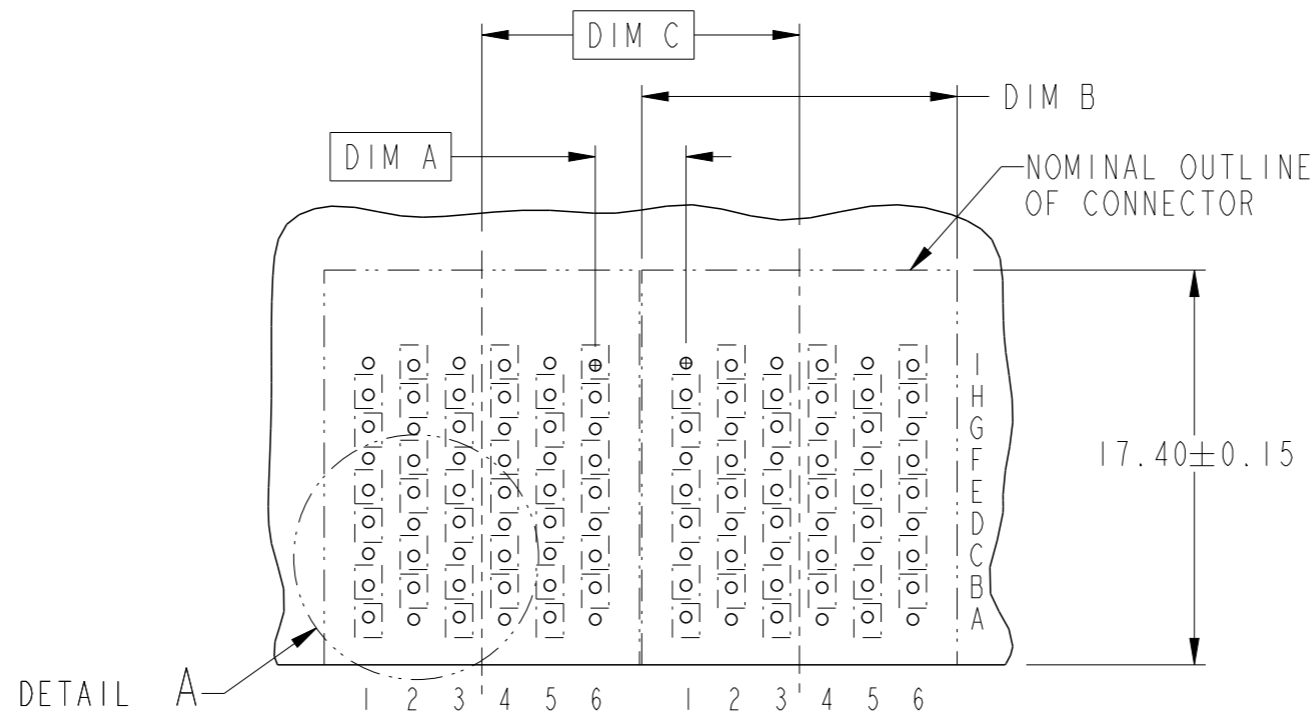 DIM C
DIM B
DIM A
NOMINAL OUTLINE
OF CONNECTOR
I
H
G
F
E
D
C
B
A
17.40±0.15
DETAIL A
1 2 3 4 5 6 1 2 3 4 5 6